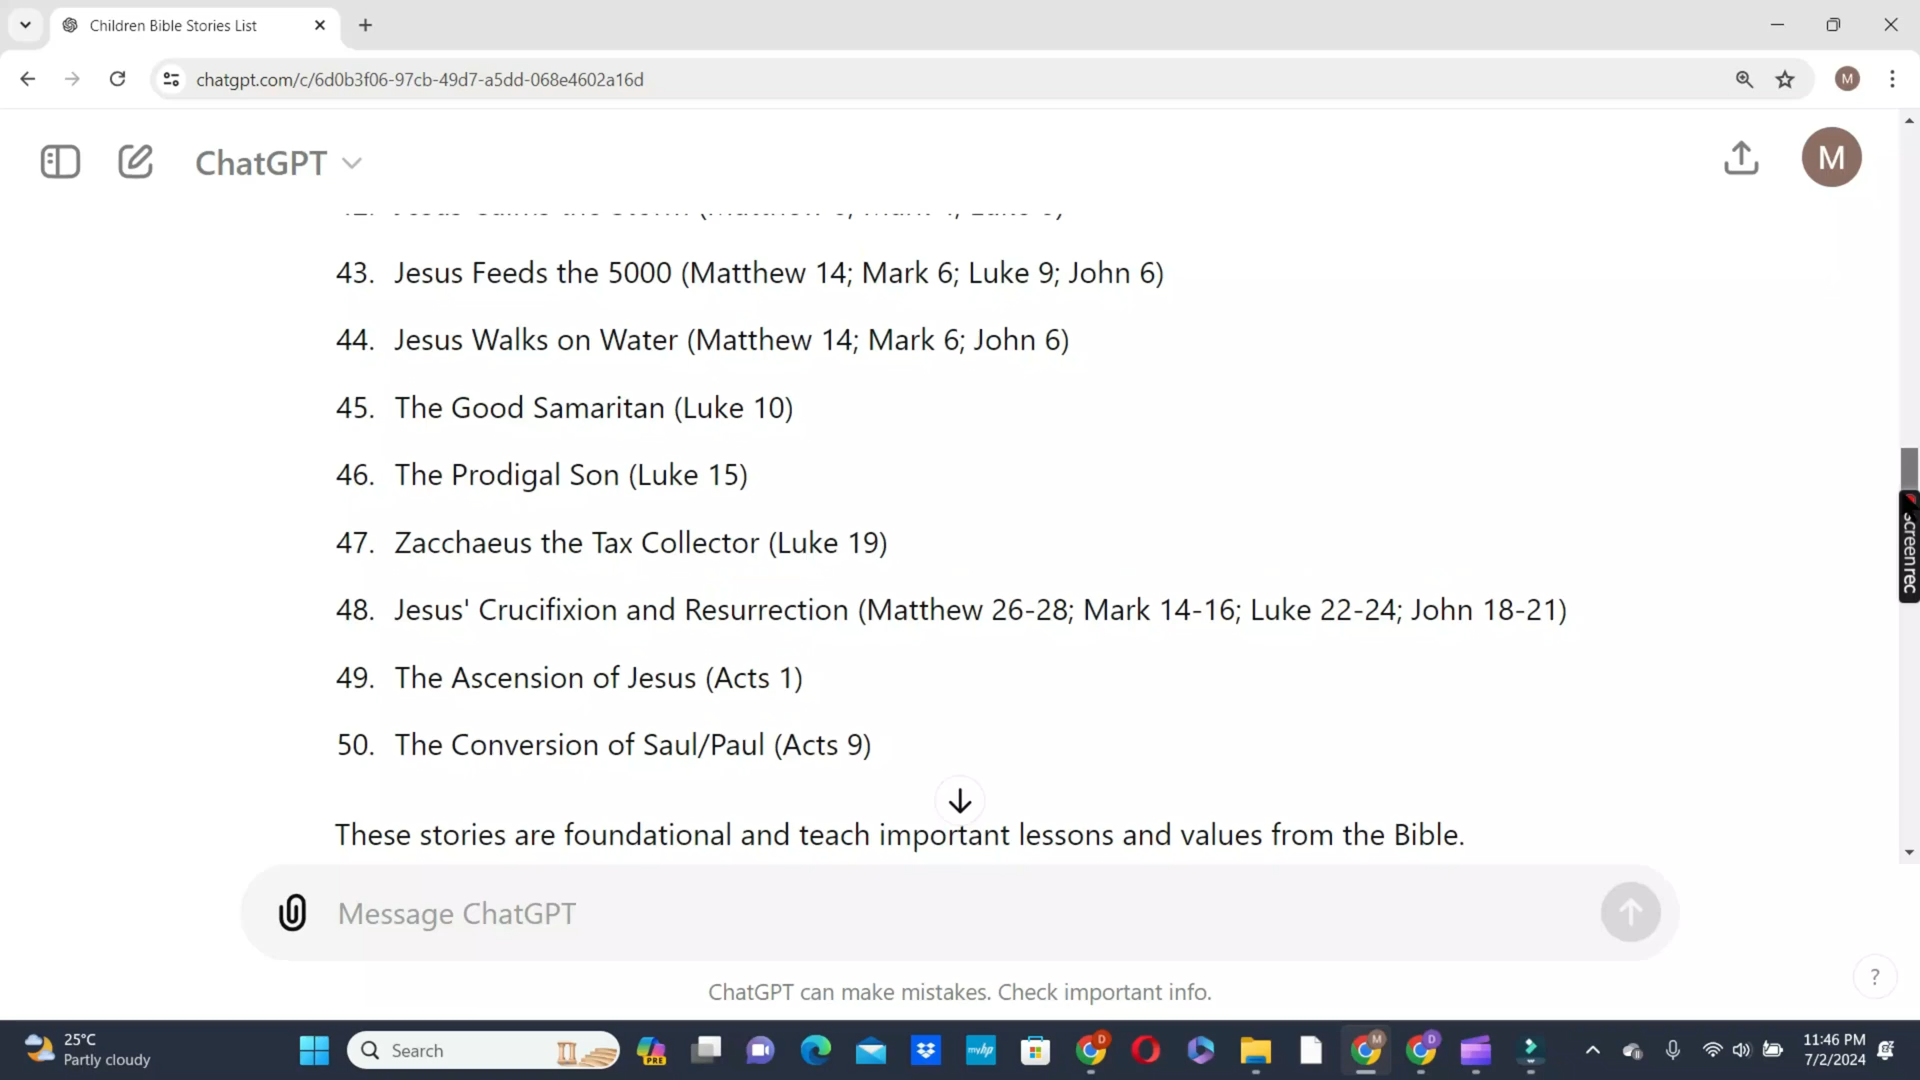 Children Bible Stories List
chatgpt.com/c/6d0b3f06-97cb-49d7-a5dd-068e4602a16d
M
ChatGPT
M
43. Jesus Feeds the 5000 (Matthew 14; Mark 6; Luke 9; John 6)
44. Jesus Walks on Water (Matthew 14; Mark 6; John 6)
45. The Good Samaritan (Luke 10)
46. The Prodigal Son (Luke 15)
47. Zacchaeus the Tax Collector (Luke 19)
48. Jesus' Crucifixion and Resurrection (Matthew 26-28; Mark 14-16; Luke 22-24; John 18-21)
49. The Ascension of Jesus (Acts 1)
50. The Conversion of Saul/Paul (Acts 9)
These stories are foundational and teach important lessons and values from the Bible.
screenrec
Message ChatGPT
ChatGPT can make mistakes. Check important info.
?
25°C
Partly cloudy
Search
PRE
myhp
D
M
D
11:46 PM
7/2/2024